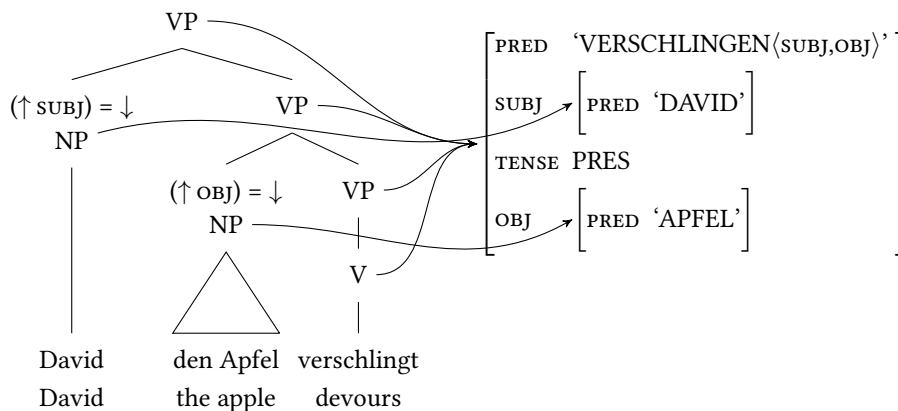 VP
[PRED ‘VERSCHLINGEN⟨SUBJ,OBJ⟩’]
(↑ SUBJ) = ↓
VP
SUBJ [PRED ‘DAVID’]
NP
TENSE PRES
(↑ OBJ) = ↓
VP
NP
OBJ [PRED ‘APFEL’]
V
David den Apfel verschlingt
David the apple devours